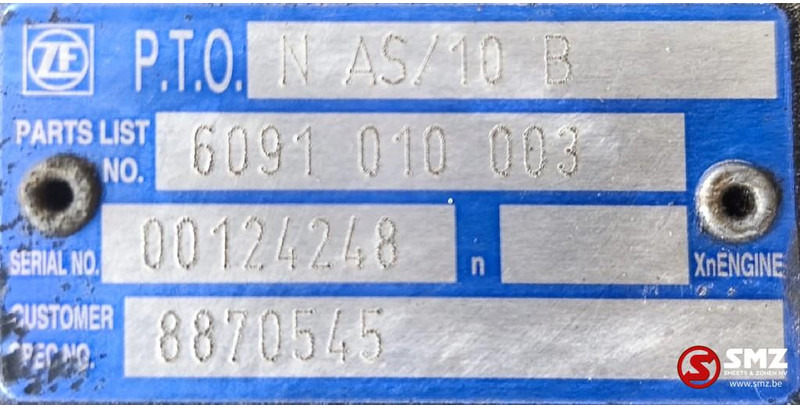 ZF P.T.O. N AS/10 B
PARTS LIST
NO. 6091 010 003
SERIAL NO. 00124248 n XnENGINE
CUSTOMER
SPEC NO. 8870545
SMZ
SMEETS & ZONEN NV
www.smz.be